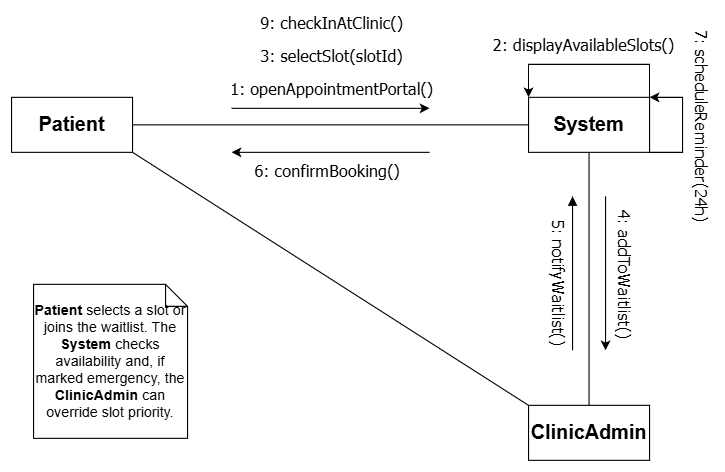 9: checkInAtClinic()
3: selectSlot(slotId)
1: openAppointmentPortal()
2: displayAvailableSlots()
7: scheduleReminder(24h)
Patient
System
6: confirmBooking()
5: notifyWaitlist()
4: addToWaitlist()
Patient selects a slot or
joins the waitlist. The
System checks
availability and, if
marked emergency, the
ClinicAdmin can
override slot priority.
ClinicAdmin